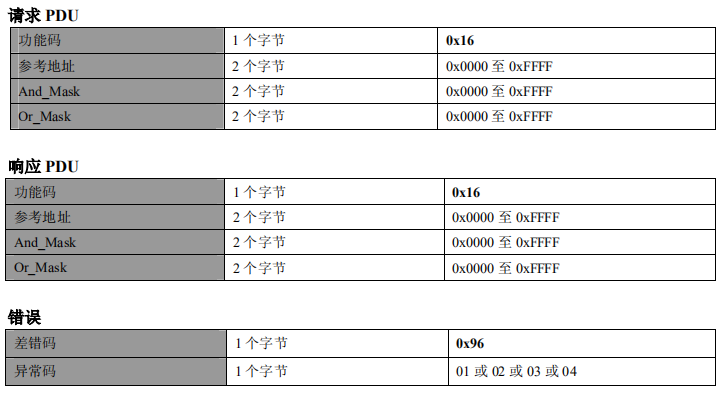 请求 PDU
功能码 1 个字节 0x16
参考地址 2 个字节 0x0000 至 0xFFFF
And_Mask 2 个字节 0x0000 至 0xFFFF
Or_Mask 2 个字节 0x0000 至 0xFFFF
响应 PDU
功能码 1 个字节 0x16
参考地址 2 个字节 0x0000 至 0xFFFF
And_Mask 2 个字节 0x0000 至 0xFFFF
Or_Mask 2 个字节 0x0000 至 0xFFFF
错误
差错码 1 个字节 0x96
异常码 1 个字节 01 或 02 或 03 或 04